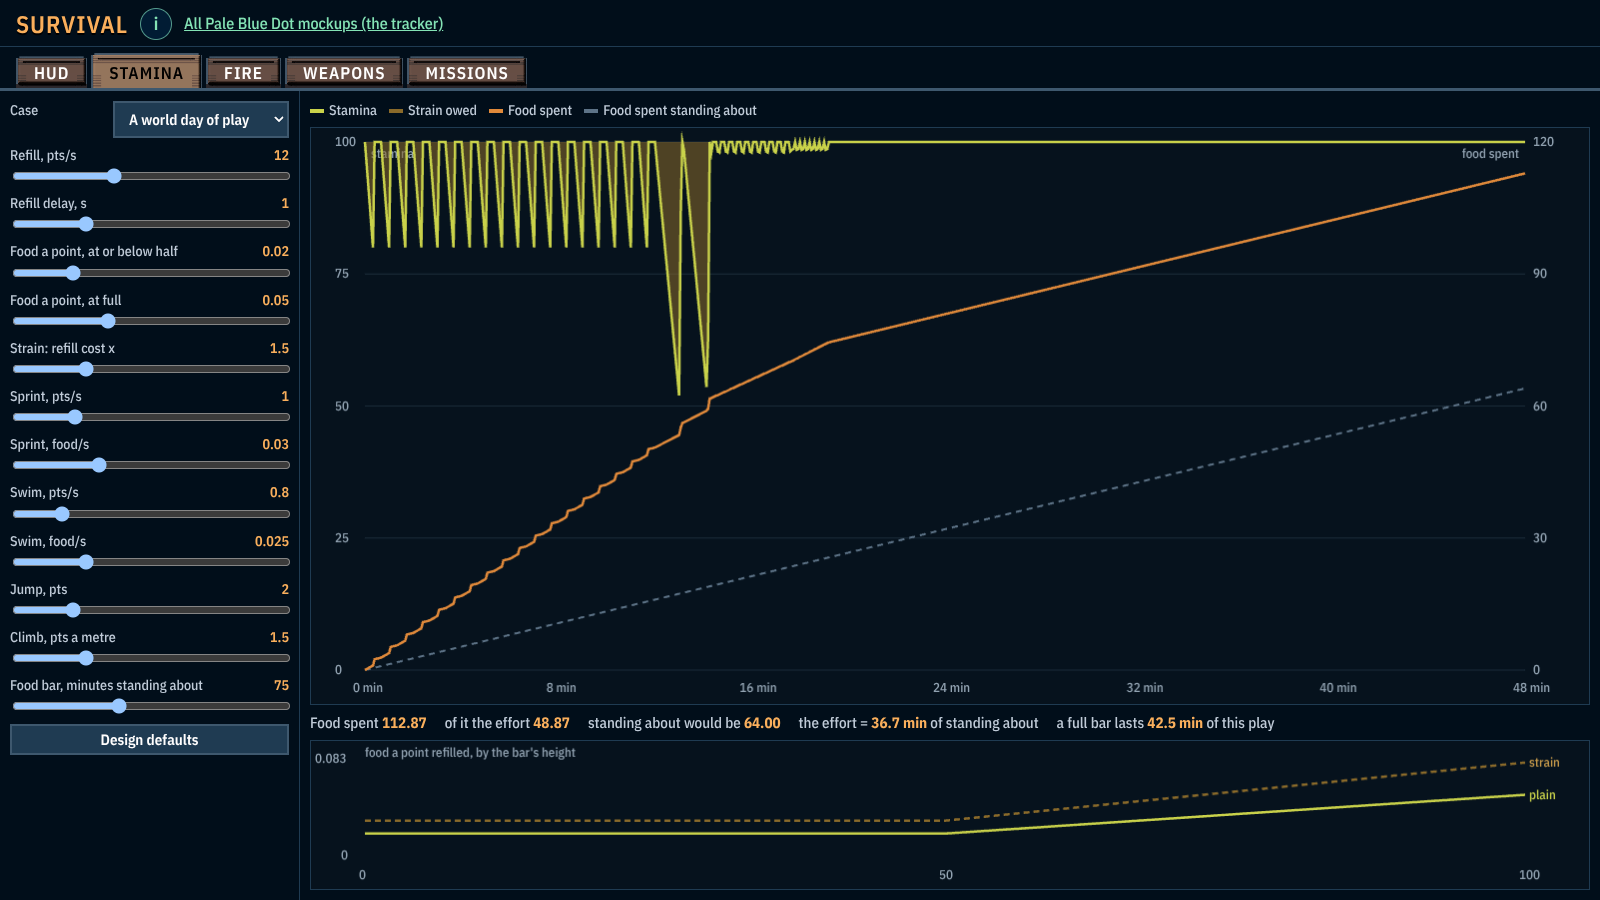 SURVIVAL i All Pale Blue Dot mockups (the tracker)
HUD STAMINA FIRE WEAPONS MISSIONS
Case A world day of play
Refill, pts/s 12
Refill delay, s 1
Food a point, at or below half 0.02
Food a point, at full 0.05
Strain: refill cost x 1.5
Sprint, pts/s 1
Sprint, food/s 0.03
Swim, pts/s 0.8
Swim, food/s 0.025
Jump, pts 2
Climb, pts a metre 1.5
Food bar, minutes standing about 75
Design defaults
Stamina Strain owed Food spent Food spent standing about
100 120
stamina food spent
75 90
50 60
25 30
0 0
0 min 8 min 16 min 24 min 32 min 40 min 48 min
Food spent 112.87 of it the effort 48.87 standing about would be 64.00 the effort = 36.7 min of standing about a full bar lasts 42.5 min of this play
0.083 food a point refilled, by the bar's height
strain
plain
0
0 50 100